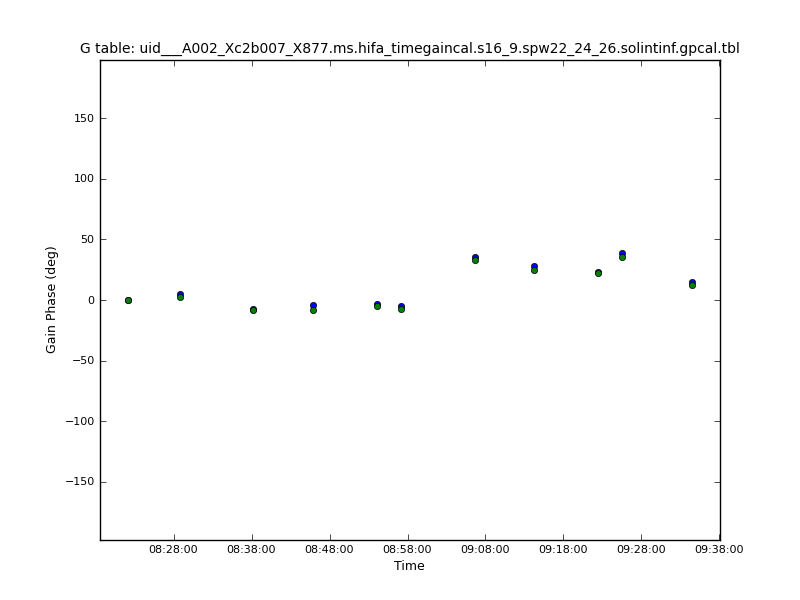 G table: uid___A002_Xc2b007_X877.ms.hifa_timegaincal.s16_9.spw22_24_26.solintinf.gpcal.tbl
150
100
50
0
−50
−100
−150
Gain Phase (deg)
08:28:00 08:38:00 08:48:00 08:58:00 09:08:00 09:18:00 09:28:00 09:38:00
Time